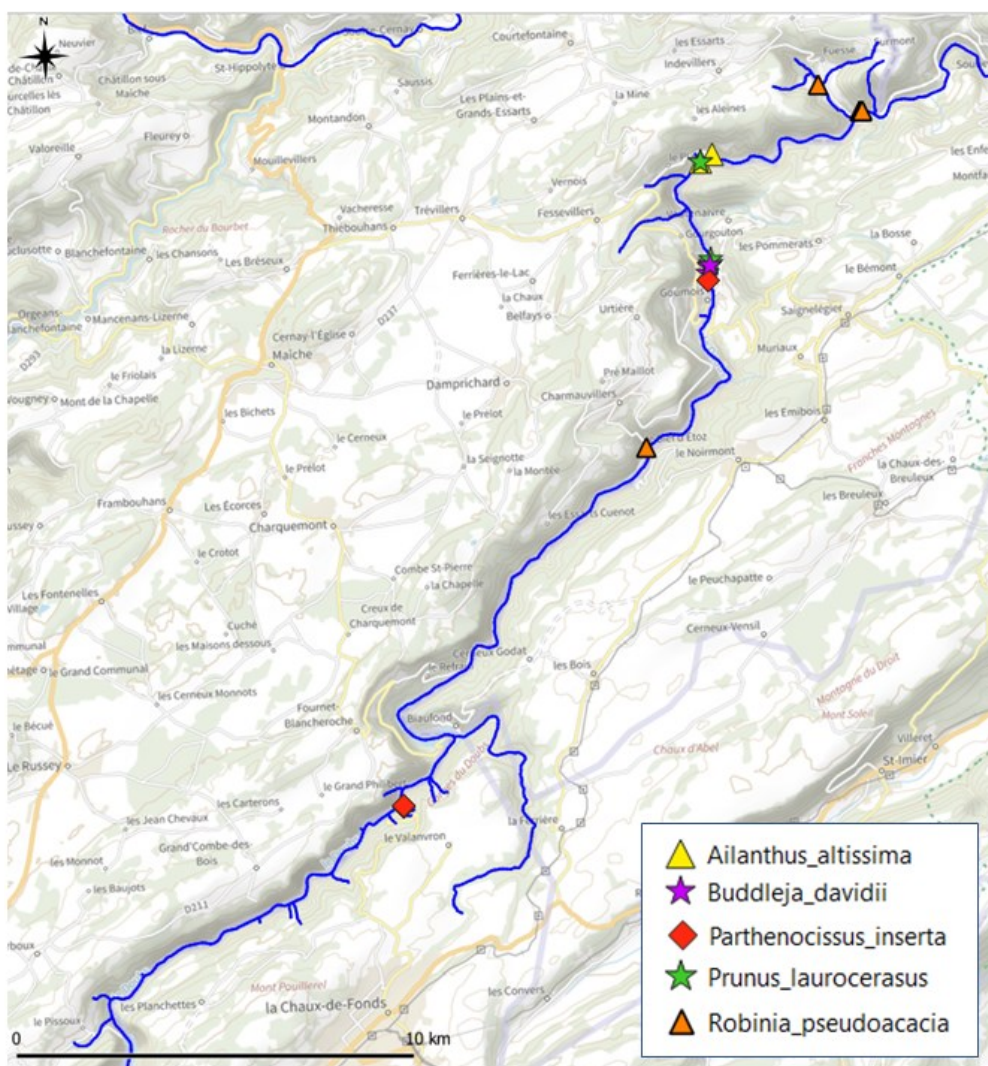 N
Neuvier
Courtefontaine
les Essarts
Fuesse
Surmont
St-Hippolyte
Indevillers
Châtillon sous
Maiche
Saussis
Les Plains-et-
Grands-Essarts
la Mine
les Aleines
Châtillon
Montandon
Fleurey
Valoreille
Mouillevillers
les Enfe
Vernois
Montfa
Vacheresse
Trévillers
Fessevillers
Thiébouhans
Rocher du Bourbet
Gourgouton
la Bosse
les Pommerats
Blanchefontaine
les Chansons
Les Bréseux
le Bémont
Ferrières-le-Lac
Goumois
Orgeans-
la Chaux
Belfays
Urtière
Saignelégier
Mancenans-Lizerne
D237
Cernay-l'Église
la Lizerne
Maîche
Muriaux
D293
le Friolais
Pré Maillot
Damprichard
Mont de la Chapelle
Charmauvillers
les Bichets
le Prelot
les Emibois
le Cerneux
la Seignotte
le Noirmont
Franches Montagnes
la Montée
la Chaux-des-
Breuleux
le Prélot
les Breuleux
Frambouhans
Les Écorces
les Essarts Cuenot
Charquemont
le Crotot
Combe St-Pierre
la Chapelle
le Peuchapatte
Les Fontenelles
Village
Creux de
Charquemont
Cuché
Cerneux-Vensil
les Maisons dessous
Cerneux Godat
le Grand Communal
les Bois
Montagne du Droit
les Cerneux Monnots
Fournet-
Blancheroche
Mont Soleil
Biaufond
le Bécué
Villeret
Chaux d'Abel
St-Imier
Le Russey
le Grand Philibert
les Carterons
les Jean Chevaux
la Ferrière
le Valanvron
Grand'Combe-des-
Bois
les Monnot
les Baujots
D211
Mont Pouillerel
les Convers
les Planchettes
la Chaux-de-Fonds
le Pissoux
0
10 km
Ailanthus_altissima
Buddleja_davidii
Parthenocissus_inserta
Prunus_laurocerasus
Robinia_pseudoacacia